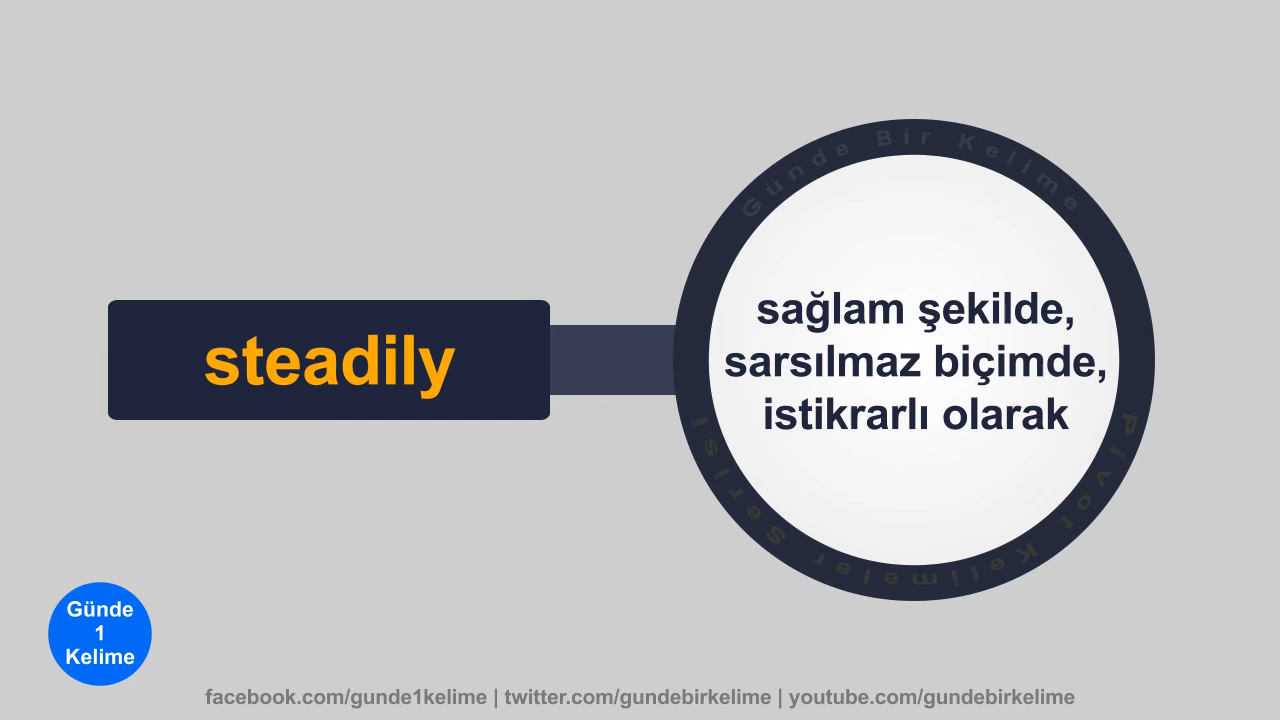 Günde Bir Kelime
steadily
sağlam şekilde,
sarsılmaz biçimde,
istikrarlı olarak
Pivot Kelimeler Serisi
Günde
1
Kelime
facebook.com/gunde1kelime | twitter.com/gundebirkelime | youtube.com/gundebirkelime